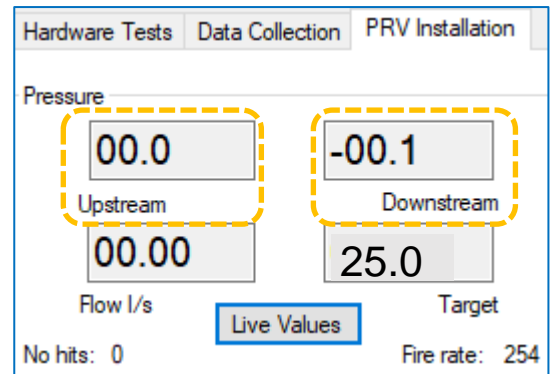 Hardware Tests Data Collection PRV Installation
Pressure
00.0 -00.1
Upstream Downstream
00.00 25.0
Flow l/s Target
Live Values
No hits: 0 Fire rate: 254